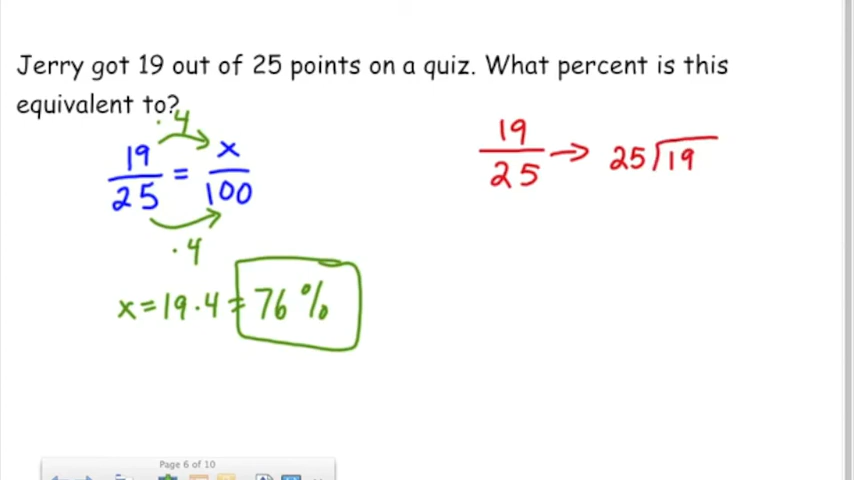 Jerry got 19 out of 25 points on a quiz. What percent is this
equivalent to?
· 4
19/25 = x/100
· 4
x = 19 · 4 = 76 %
19/25 → 25)19
Page 6 of 10